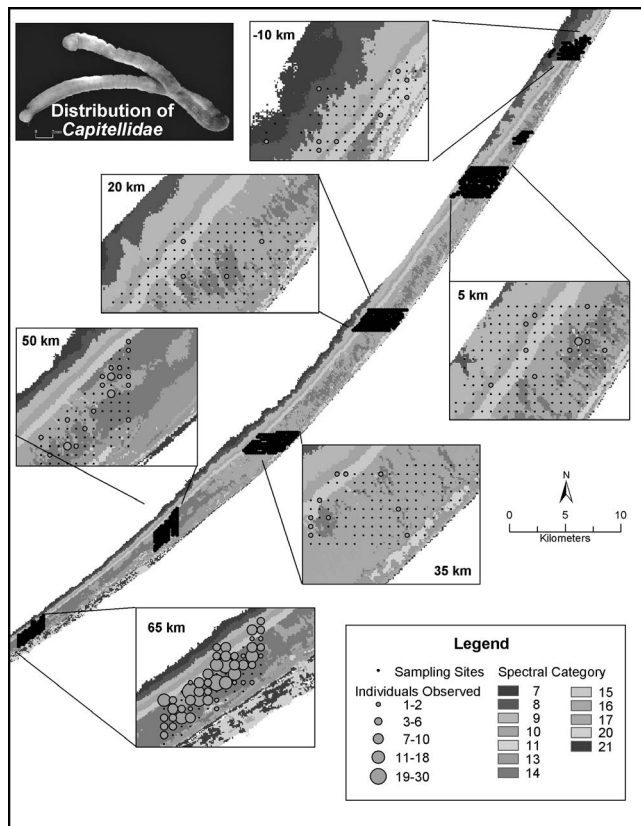 -10 km
Distribution of
Capitellidae
20 km
5 km
50 km
N
0 5 10
Kilometers
35 km
65 km
Legend
Sampling Sites
Individuals Observed
1-2
3-6
7-10
11-18
19-30
Spectral Category
7
8
9
10
11
13
14
15
16
17
20
21